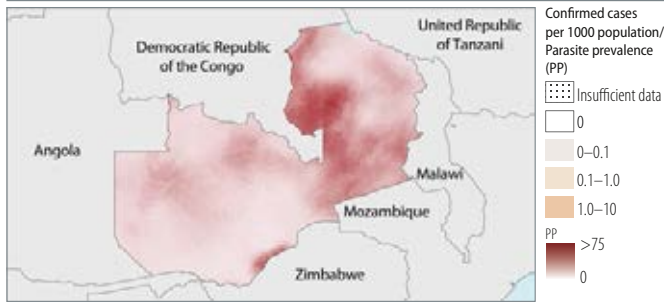 Democratic Republic
of the Congo
United Republic
of Tanzani
Angola
Malawi
Mozambique
Zimbabwe
Confirmed cases
per 1000 population/
Parasite prevalence
(PP)
Insufficient data
0
0–0.1
0.1–1.0
1.0–10
PP
>75
0